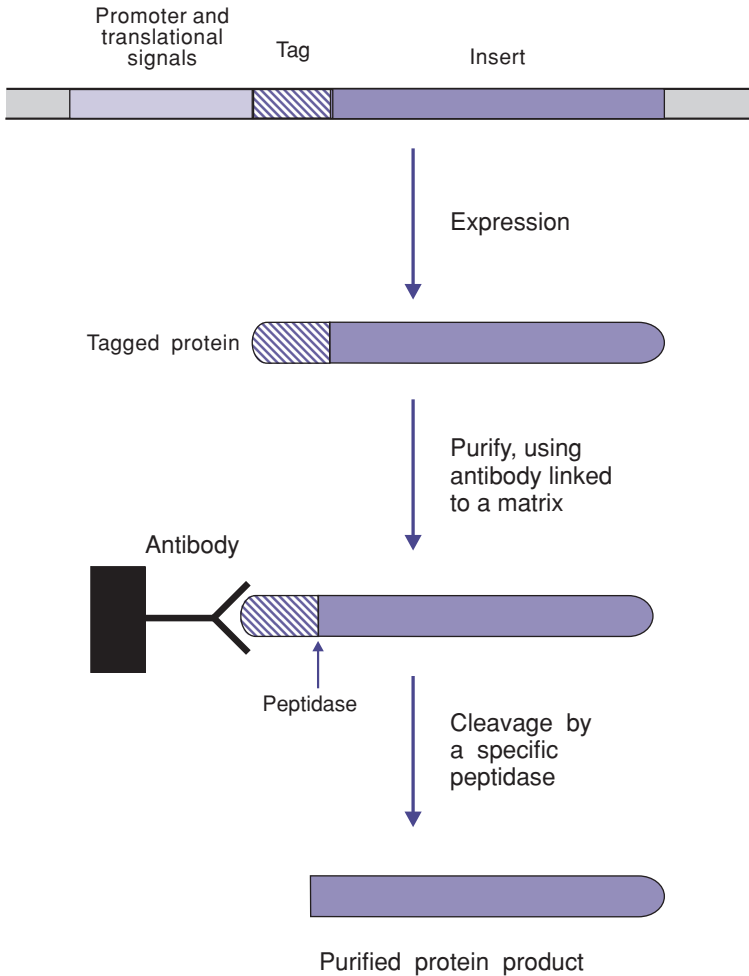 Promoter and
translational
signals
Tag
Insert
Expression
Tagged protein
Purify, using
antibody linked
to a matrix
Antibody
Peptidase
Cleavage by
a specific
peptidase
Purified protein product